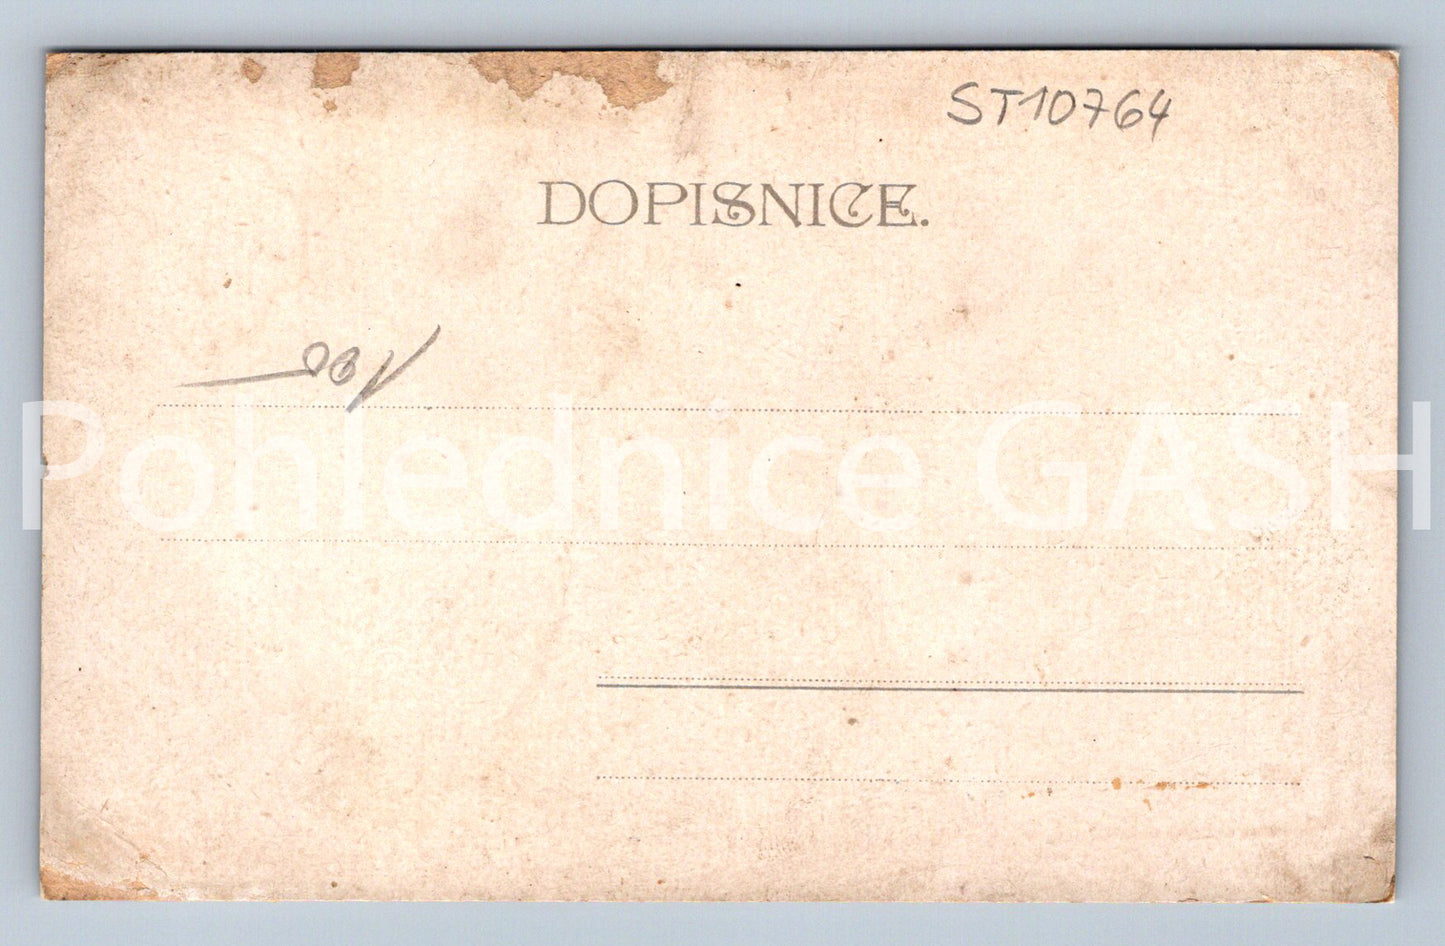 ST10764
DOPISNICE.
Pohlednice GASH